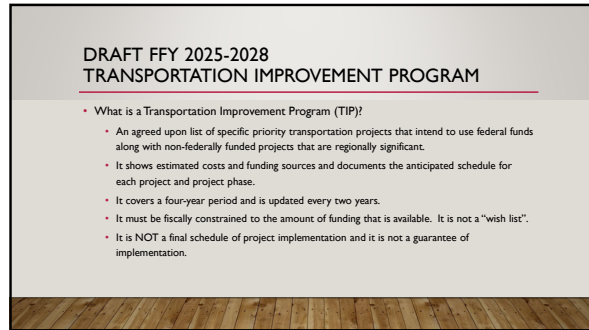 DRAFT FFY 2025-2028
TRANSPORTATION IMPROVEMENT PROGRAM
• What is a Transportation Improvement Program (TIP)?
• An agreed upon list of specific priority transportation projects that intend to use federal funds
along with non-federally funded projects that are regionally significant.
• It shows estimated costs and funding sources and documents the anticipated schedule for
each project and project phase.
• It covers a four-year period and is updated every two years.
• It must be fiscally constrained to the amount of funding that is available. It is not a “wish list”.
• It is NOT a final schedule of project implementation and it is not a guarantee of
implementation.